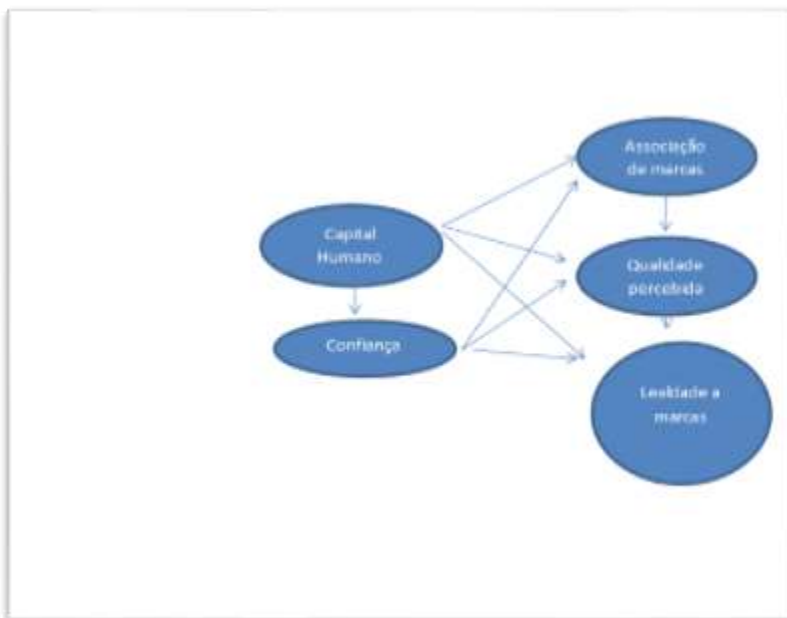 Associação
de marcas
Capital
Humano
Qualidade
percebida
Confiança
Lealdade a
marcas